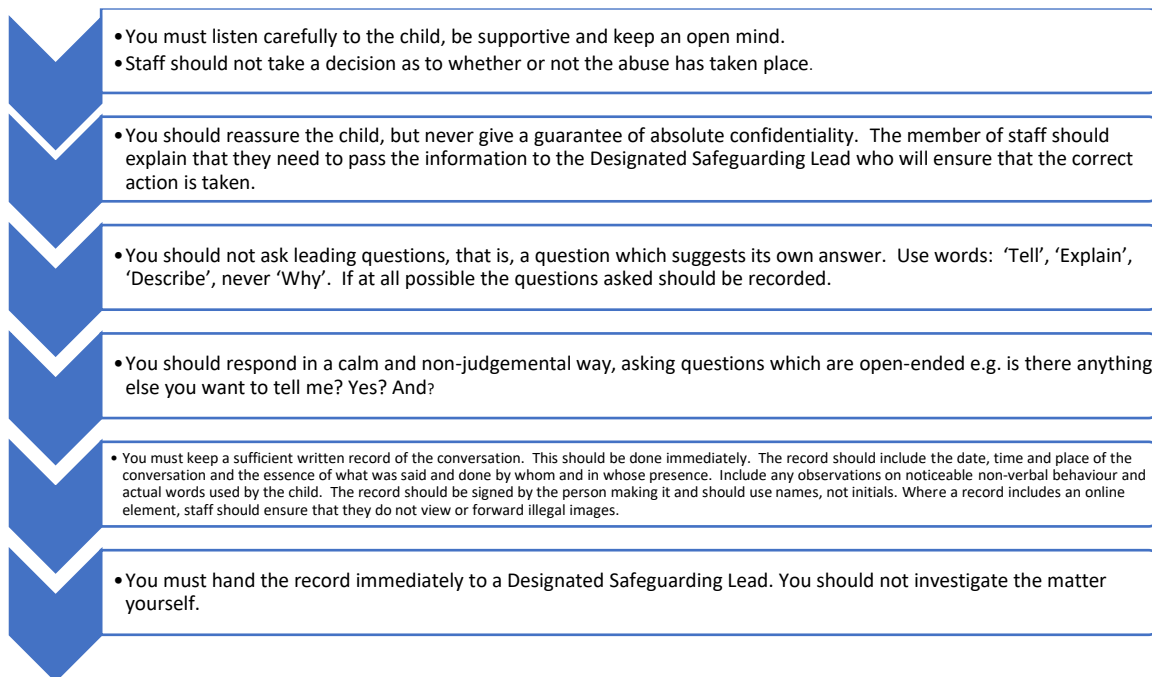 •You must listen carefully to the child, be supportive and keep an open mind.
•Staff should not take a decision as to whether or not the abuse has taken place.
•You should reassure the child, but never give a guarantee of absolute confidentiality.  The member of staff should
explain that they need to pass the information to the Designated Safeguarding Lead who will ensure that the correct
action is taken.
•You should not ask leading questions, that is, a question which suggests its own answer.  Use words:  ‘Tell’, ‘Explain’,
‘Describe’, never ‘Why’.  If at all possible the questions asked should be recorded.
•You should respond in a calm and non-judgemental way, asking questions which are open-ended e.g. is there anything
else you want to tell me? Yes? And?
• You must keep a sufficient written record of the conversation.  This should be done immediately.  The record should include the date, time and place of the
conversation and the essence of what was said and done by whom and in whose presence.  Include any observations on noticeable non-verbal behaviour and
actual words used by the child.  The record should be signed by the person making it and should use names, not initials. Where a record includes an online
element, staff should ensure that they do not view or forward illegal images.
•You must hand the record immediately to a Designated Safeguarding Lead. You should not investigate the matter
yourself.